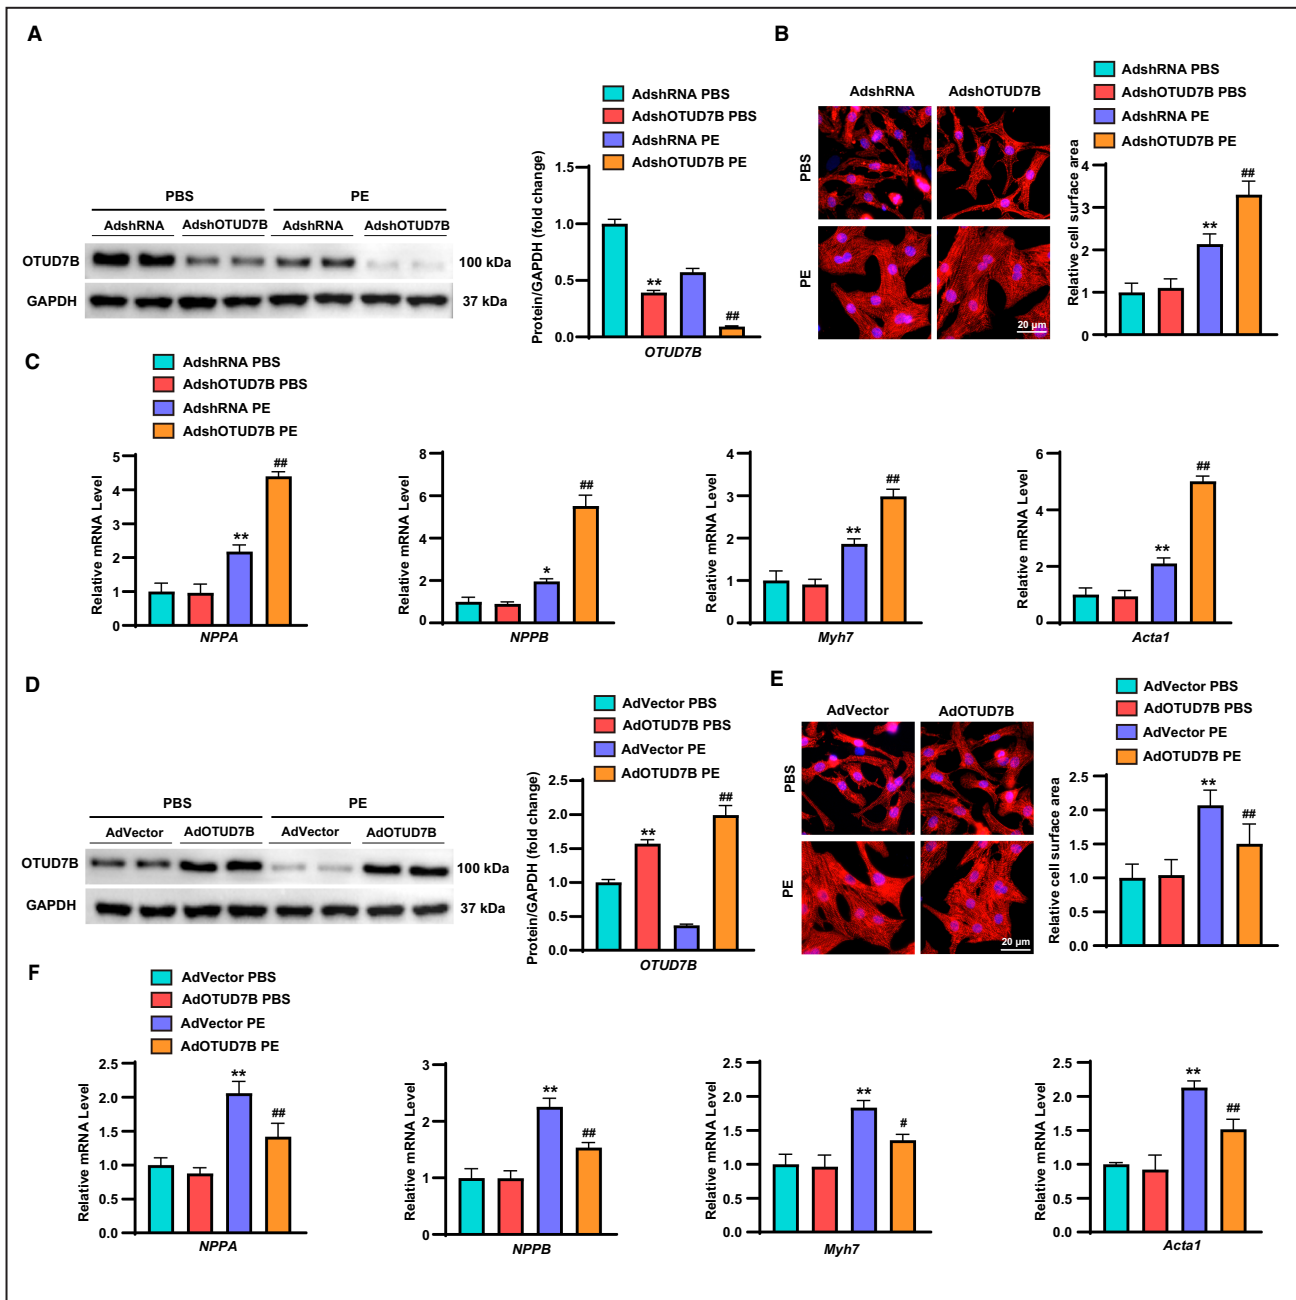 A
PBS PE
AdshRNA AdshOTUD7B AdshRNA AdshOTUD7B
OTUD7B 100 kDa
GAPDH 37 kDa
AdshRNA PBS
AdshOTUD7B PBS
AdshRNA PE
AdshOTUD7B PE
Protein/GAPDH (fold change)
1.5
1.0
0.5
0.0
**
##
OTUD7B
B
AdshRNA AdshOTUD7B
PBS
PE
20 µm
AdshRNA PBS
AdshOTUD7B PBS
AdshRNA PE
AdshOTUD7B PE
Relative cell surface area
4
3
2
1
0
**
##
C
AdshRNA PBS
AdshOTUD7B PBS
AdshRNA PE
AdshOTUD7B PE
Relative mRNA Level
5
4
3
2
1
0
**
##
NPPA
Relative mRNA Level
8
6
4
2
0
*
##
NPPB
Relative mRNA Level
4
3
2
1
0
**
##
Myh7
Relative mRNA Level
6
4
2
0
**
##
Acta1
D
PBS PE
AdVector AdOTUD7B AdVector AdOTUD7B
OTUD7B 100 kDa
GAPDH 37 kDa
AdVector PBS
AdOTUD7B PBS
AdVector PE
AdOTUD7B PE
Protein/GAPDH (fold change)
2.5
2.0
1.5
1.0
0.5
0.0
**
##
OTUD7B
E
AdVector AdOTUD7B
PBS
PE
20 µm
AdVector PBS
AdOTUD7B PBS
AdVector PE
AdOTUD7B PE
Relative cell surface area
2.5
2.0
1.5
1.0
0.5
0.0
**
##
F
AdVector PBS
AdOTUD7B PBS
AdVector PE
AdOTUD7B PE
Relative mRNA Level
2.5
2.0
1.5
1.0
0.5
0.0
**
##
NPPA
Relative mRNA Level
3
2
1
0
**
##
NPPB
Relative mRNA Level
2.5
2.0
1.5
1.0
0.5
0.0
**
#
Myh7
Relative mRNA Level
2.5
2.0
1.5
1.0
0.5
0.0
**
##
Acta1